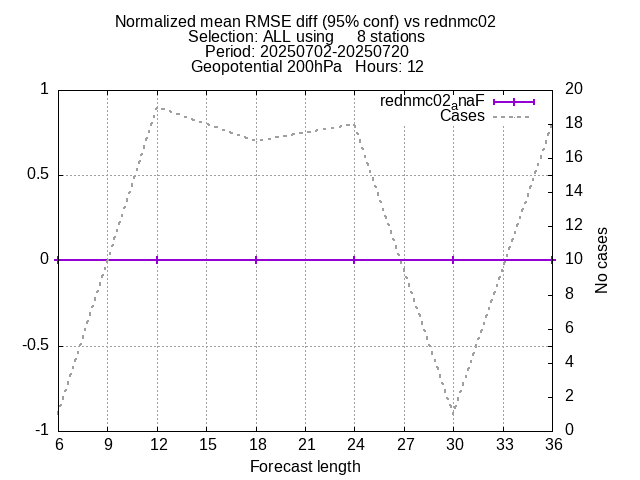 Normalized mean RMSE diff (95% conf) vs rednmc02
Selection: ALL using     8 stations
Period: 20250702-20250720
Geopotential 200hPa   Hours: 12
rednmc02anaF
Cases
1
0.5
0
-0.5
-1
20
18
16
14
12
10
8
6
4
2
0
No cases
6 9 12 15 18 21 24 27 30 33 36
Forecast length